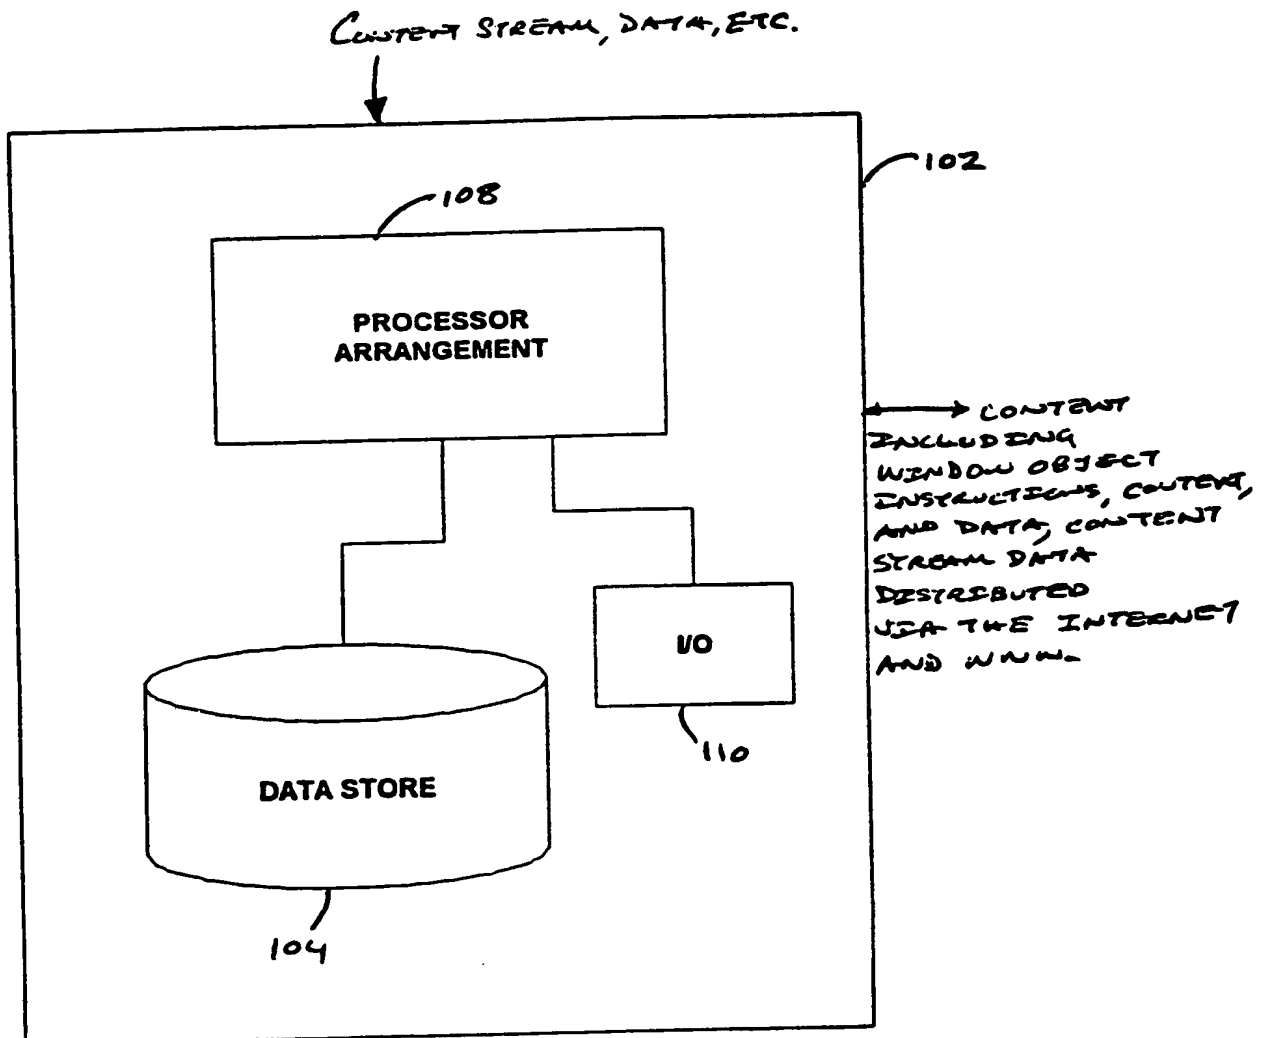 CONTENT STREAM, DATA, ETC.
102
108
PROCESSOR
ARRANGEMENT
CONTENT
INCLUDING
WINDOW OBJECT
INSTRUCTIONS, CONTENT,
AND DATA, CONTENT
STREAM DATA
DISTRIBUTED
VIA THE INTERNET
AND WWW.
I/O
110
DATA STORE
104